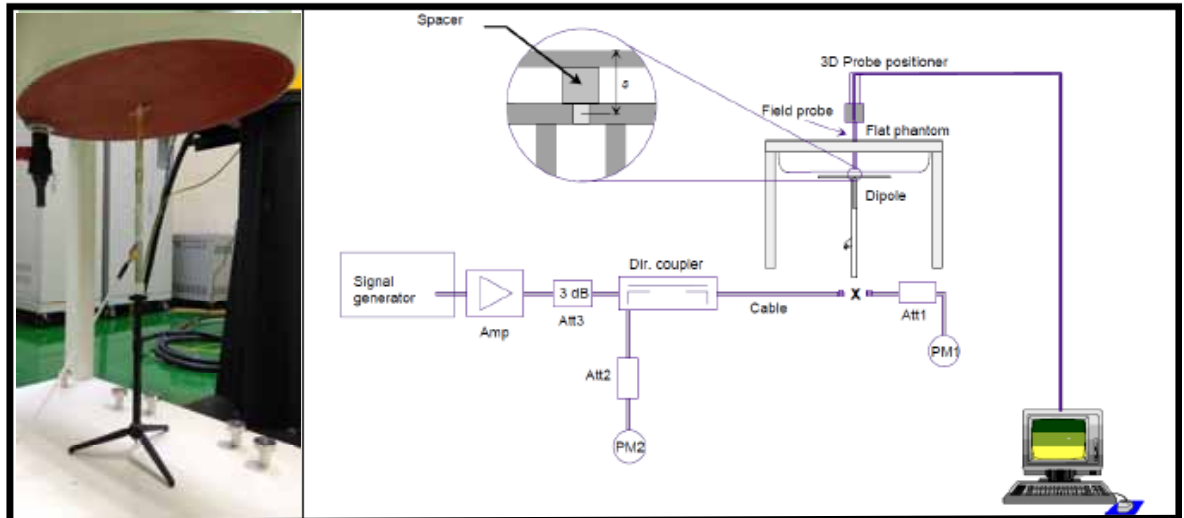 Spacer
s
3D Probe positioner
Field probe
Flat phantom
Dipole
Signal
generator
Amp
3 dB
Att3
Dir. coupler
Cable
X
Att1
PM1
Att2
PM2